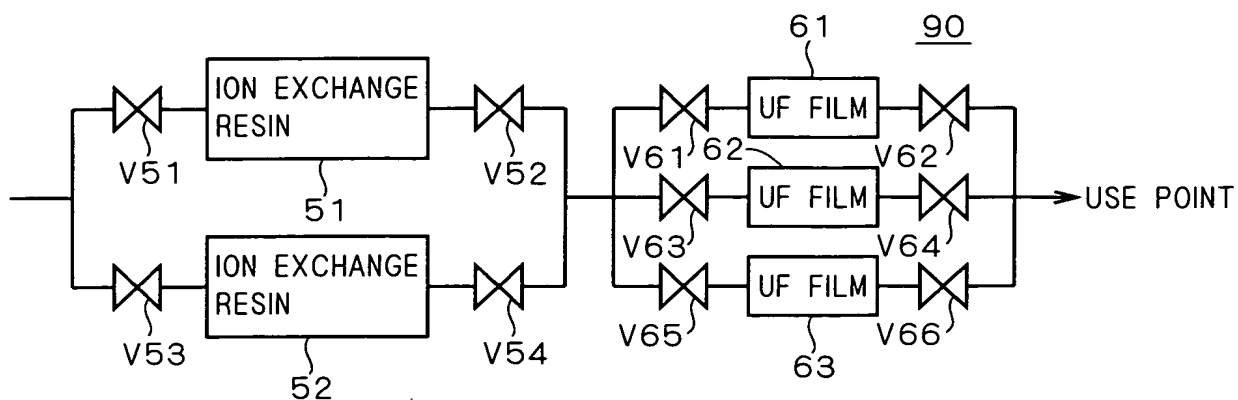 61
90
ION EXCHANGE
RESIN
UF FILM
V51
V52
V61
62
V62
51
UF FILM
USE POINT
ION EXCHANGE
RESIN
V63
V64
UF FILM
V53
V54
V65
V66
52
63